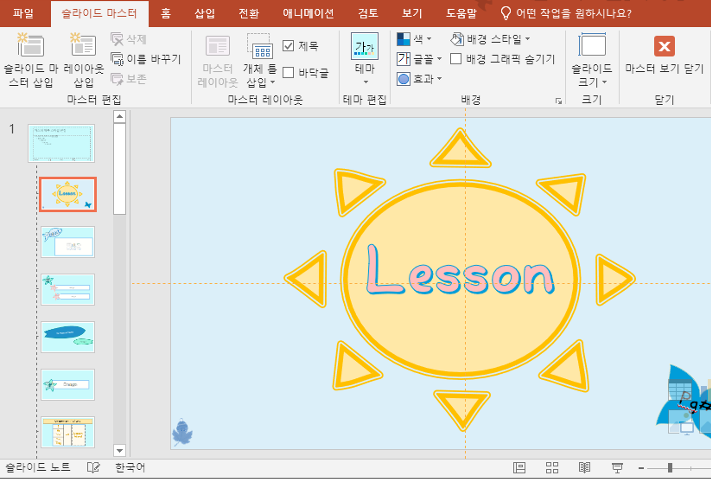 파일 슬라이드 마스터 홈 삽입 전환 애니메이션 검토 보기 도움말 어떤 작업을 원하시나요?
슬라이드 마스터 삽입
레이아웃 삽입
삭제
이름 바꾸기
보존
마스터 편집
마스터 레이아웃
개체 틀 삽입
제목
바닥글
마스터 레이아웃
가가
테마
테마 편집
색
글꼴
효과
배경 스타일
배경 그래픽 숨기기
배경
슬라이드 크기
크기
마스터 보기 닫기
닫기
1
Lesson
Lesson
슬라이드 노트 한국어